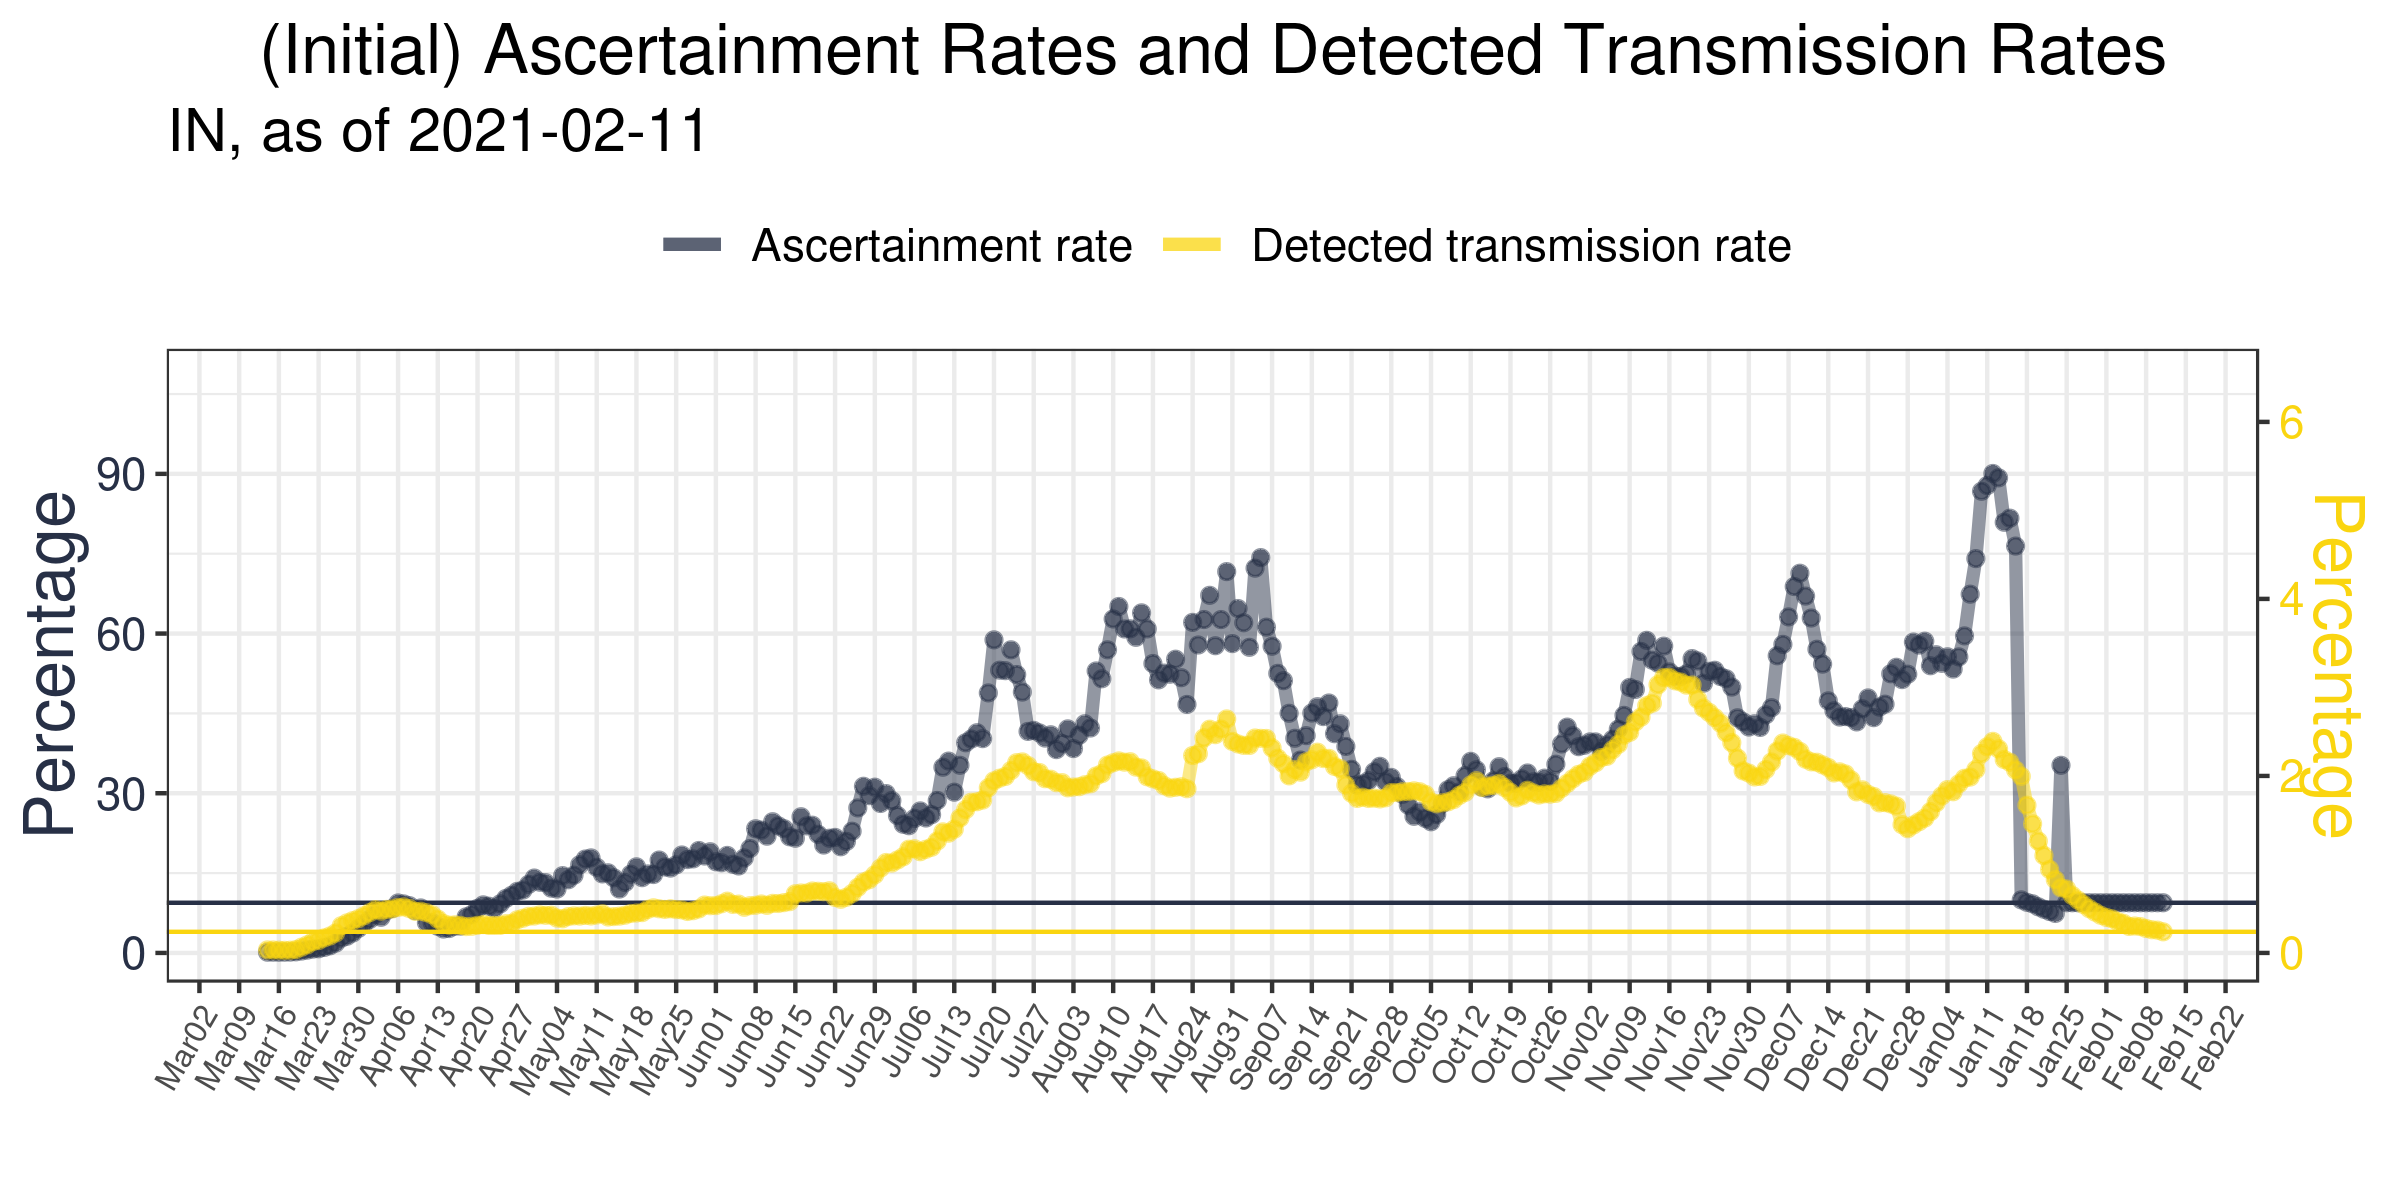 (Initial) Ascertainment Rates and Detected Transmission Rates
IN, as of 2021-02-11
Ascertainment rate Detected transmission rate
Percentage
90
60
30
0
6
4
2
0
Percentage
Mar02 Mar09 Mar16 Mar23 Mar30 Apr06 Apr13 Apr20 Apr27 May04 May11 May18 May25 Jun01 Jun08 Jun15 Jun22 Jun29 Jul06 Jul13 Jul20 Jul27 Aug03 Aug10 Aug17 Aug24 Aug31 Sep07 Sep14 Sep21 Sep28 Oct05 Oct12 Oct19 Oct26 Nov02 Nov09 Nov16 Nov23 Nov30 Dec07 Dec14 Dec21 Dec28 Jan04 Jan11 Jan18 Jan25 Feb01 Feb08 Feb15 Feb22